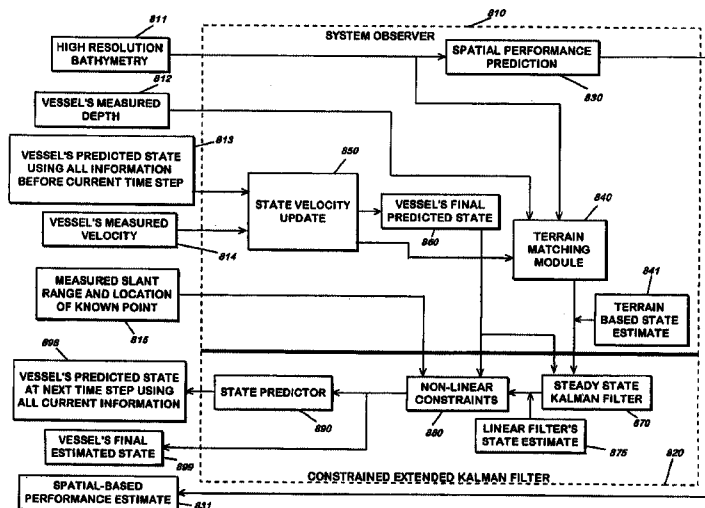 810
811
SYSTEM OBSERVER
HIGH RESOLUTION
BATHYMETRY
SPATIAL PERFORMANCE
PREDICTION
812
830
VESSEL'S MEASURED
DEPTH
813
VESSEL'S PREDICTED STATE
USING ALL INFORMATION
BEFORE CURRENT TIME STEP
850
STATE VELOCITY
UPDATE
VESSEL'S FINAL
PREDICTED STATE
860
840
TERRAIN
MATCHING
MODULE
VESSEL'S MEASURED
VELOCITY
814
MEASURED SLANT
RANGE AND LOCATION
OF KNOWN POINT
815
841
TERRAIN
BASED STATE
ESTIMATE
898
VESSEL'S PREDICTED STATE
AT NEXT TIME STEP USING
ALL CURRENT INFORMATION
STATE PREDICTOR
890
NON-LINEAR
CONSTRAINTS
880
STEADY STATE
KALMAN FILTER
870
LINEAR FILTER'S
STATE ESTIMATE
875
VESSEL'S FINAL
ESTIMATED STATE
899
820
CONSTRAINED EXTENDED KALMAN FILTER
SPATIAL-BASED
PERFORMANCE ESTIMATE
831